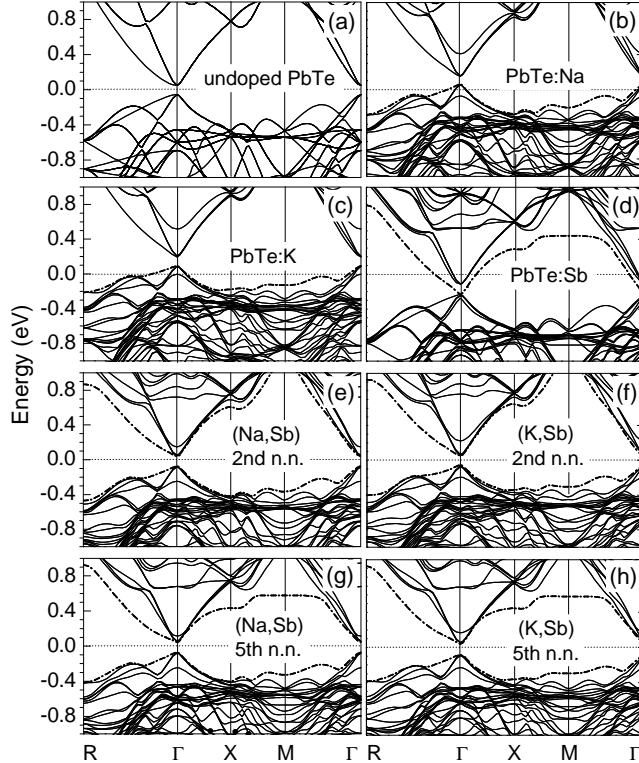 (a)
undoped PbTe
(b)
PbTe:Na
(c)
PbTe:K
(d)
PbTe:Sb
(e)
(Na,Sb)
2nd n.n.
(f)
(K,Sb)
2nd n.n.
(g)
(Na,Sb)
5th n.n.
(h)
(K,Sb)
5th n.n.
Energy (eV)
0.8
0.4
0.0
-0.4
-0.8
0.8
0.4
0.0
-0.4
-0.8
0.8
0.4
0.0
-0.4
-0.8
0.8
0.4
0.0
-0.4
-0.8
R Γ X M Γ
R Γ X M Γ